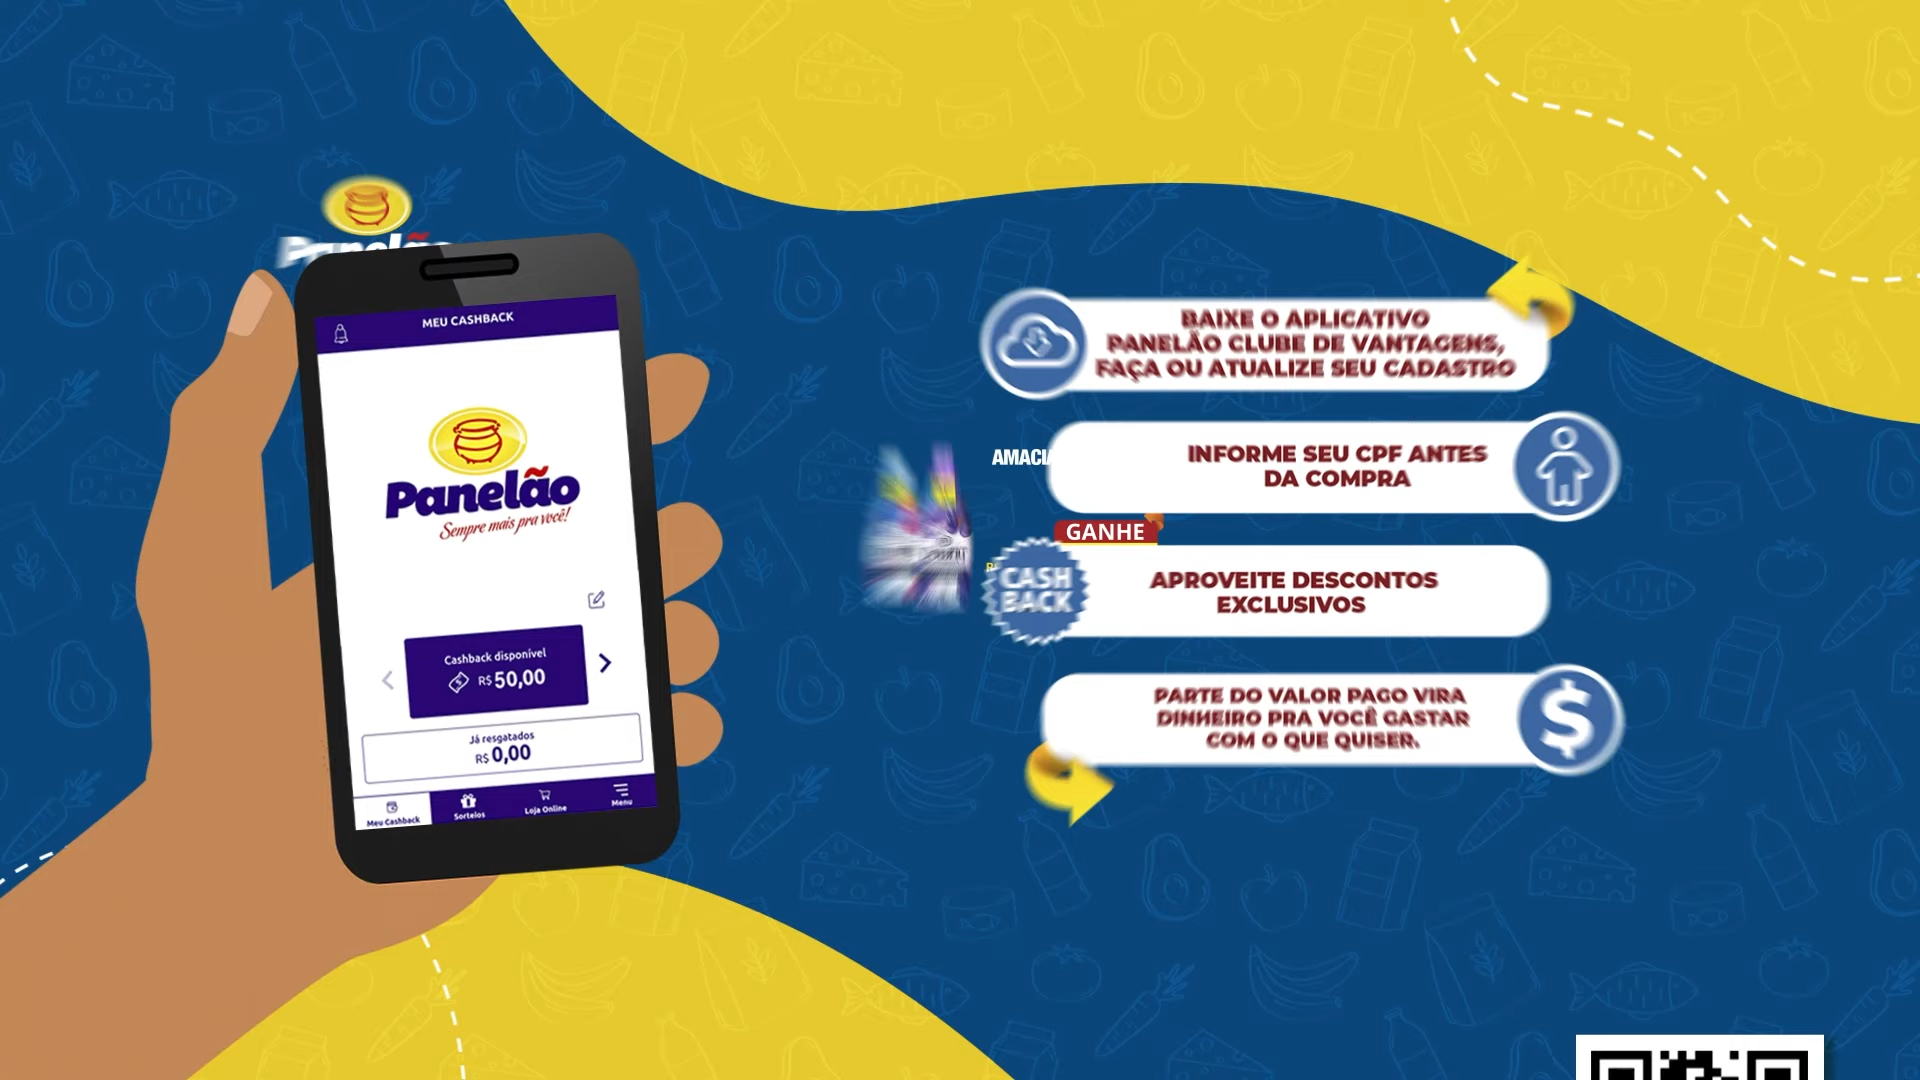 Panelão
MEU CASHBACK
Panelão
Sempre mais pra você!
Cashback disponível
R$ 50,00
Já resgatados
R$ 0,00
Meu Cashback
Sorteios
Loja Online
Menu
BAIXE O APLICATIVO
PANELÃO CLUBE DE VANTAGENS,
FAÇA OU ATUALIZE SEU CADASTRO
AMACIA
INFORME SEU CPF ANTES
DA COMPRA
GANHE
CASH
BACK
APROVEITE DESCONTOS
EXCLUSIVOS
PARTE DO VALOR PAGO VIRA
DINHEIRO PRA VOCÊ GASTAR
COM O QUE QUISER.
$